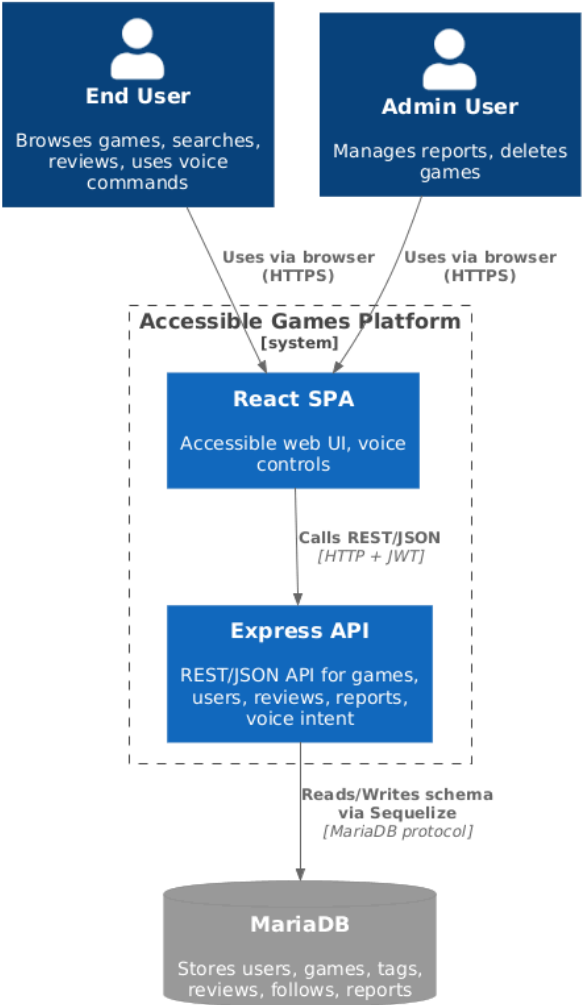 End User
Browses games, searches,
reviews, uses voice
commands
Admin User
Manages reports, deletes
games
Uses via browser
(HTTPS)
Uses via browser
(HTTPS)
Accessible Games Platform
[system]
React SPA
Accessible web UI, voice
controls
Calls REST/JSON
[HTTP + JWT]
Express API
REST/JSON API for games,
users, reviews, reports,
voice intent
Reads/Writes schema
via Sequelize
[MariaDB protocol]
MariaDB
Stores users, games, tags,
reviews, follows, reports